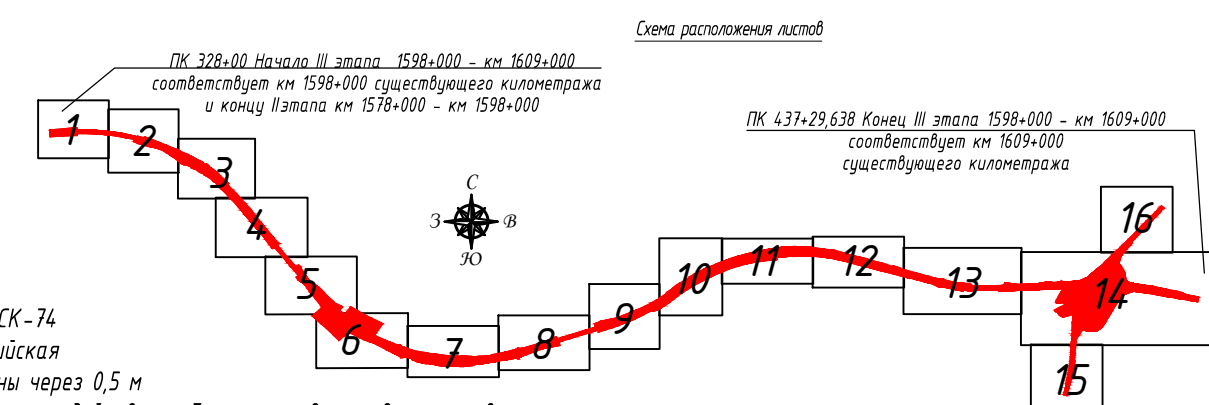 Схема расположения листов
ПК 328+00 Начало III этапа 1598+000 - км 1609+000
соответствует км 1598+000 существующего километража
и концу IIэтапа км 1578+000 - км 1598+000
ПК 437+29,638 Конец III этапа 1598+000 - км 1609+000
соответствует км 1609+000
существующего километража
1
2
3
4
5
6
7
8
9
10
11
12
13
14
15
16
С
З
В
Ю
СК-74
ийская
ны через 0,5 м